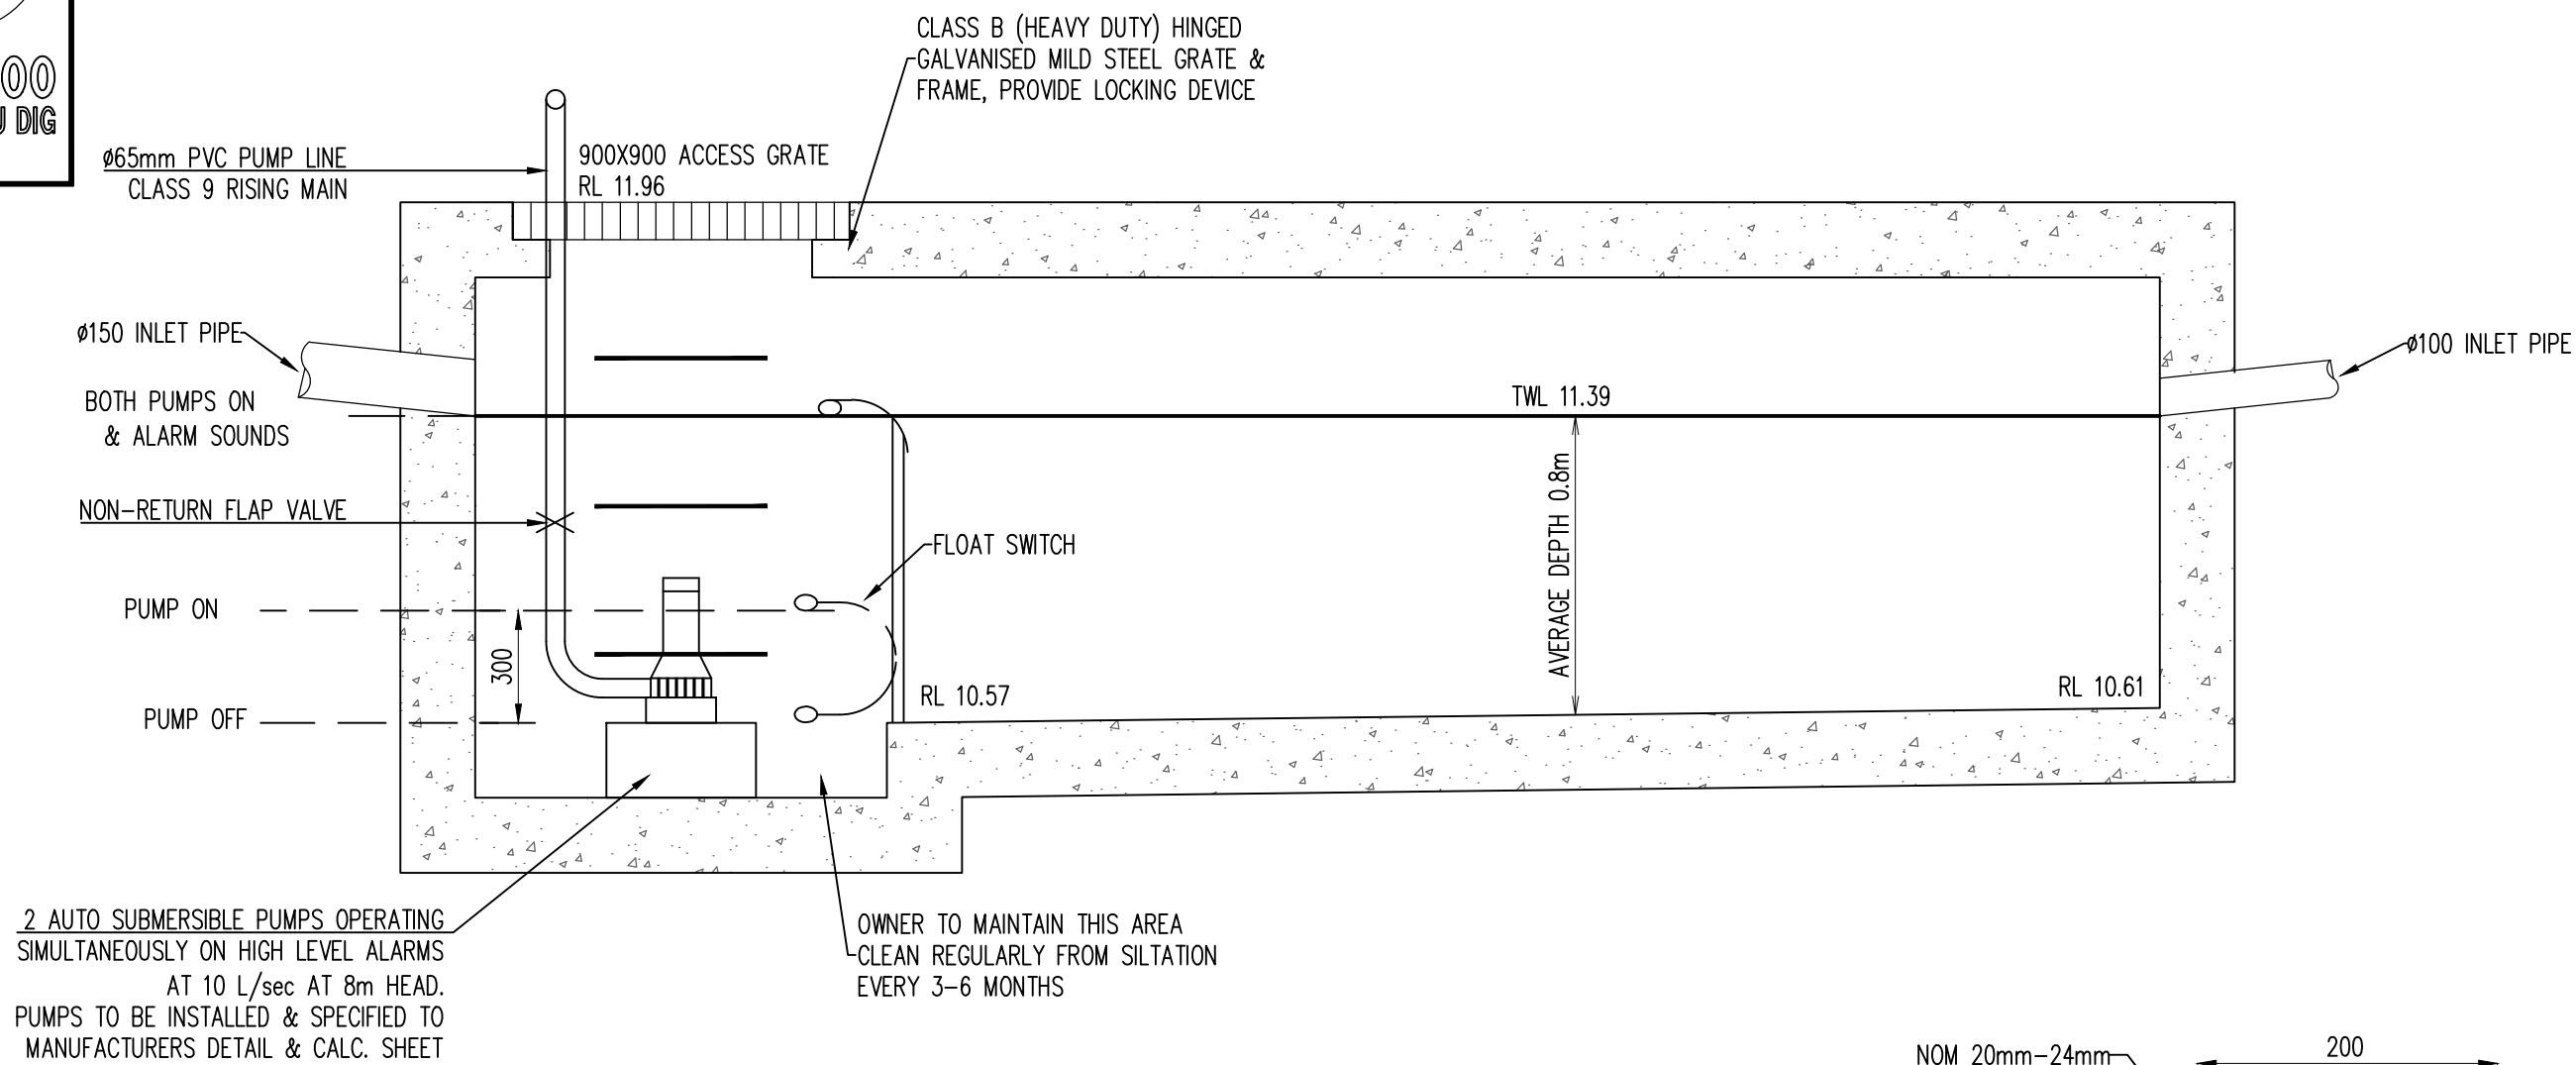 00
U DIG
CLASS B (HEAVY DUTY) HINGED
GALVANISED MILD STEEL GRATE &
FRAME, PROVIDE LOCKING DEVICE
ø65mm PVC PUMP LINE
CLASS 9 RISING MAIN
900X900 ACCESS GRATE
RL 11.96
ø150 INLET PIPE
ø100 INLET PIPE
BOTH PUMPS ON
& ALARM SOUNDS
TWL 11.39
NON-RETURN FLAP VALVE
FLOAT SWITCH
AVERAGE DEPTH 0.8m
PUMP ON
300
RL 10.57
RL 10.61
PUMP OFF
2 AUTO SUBMERSIBLE PUMPS OPERATING
SIMULTANEOUSLY ON HIGH LEVEL ALARMS
AT 10 L/sec AT 8m HEAD.
PUMPS TO BE INSTALLED & SPECIFIED TO
MANUFACTURERS DETAIL & CALC. SHEET
OWNER TO MAINTAIN THIS AREA
CLEAN REGULARLY FROM SILTATION
EVERY 3-6 MONTHS
NOM 20mm-24mm
200